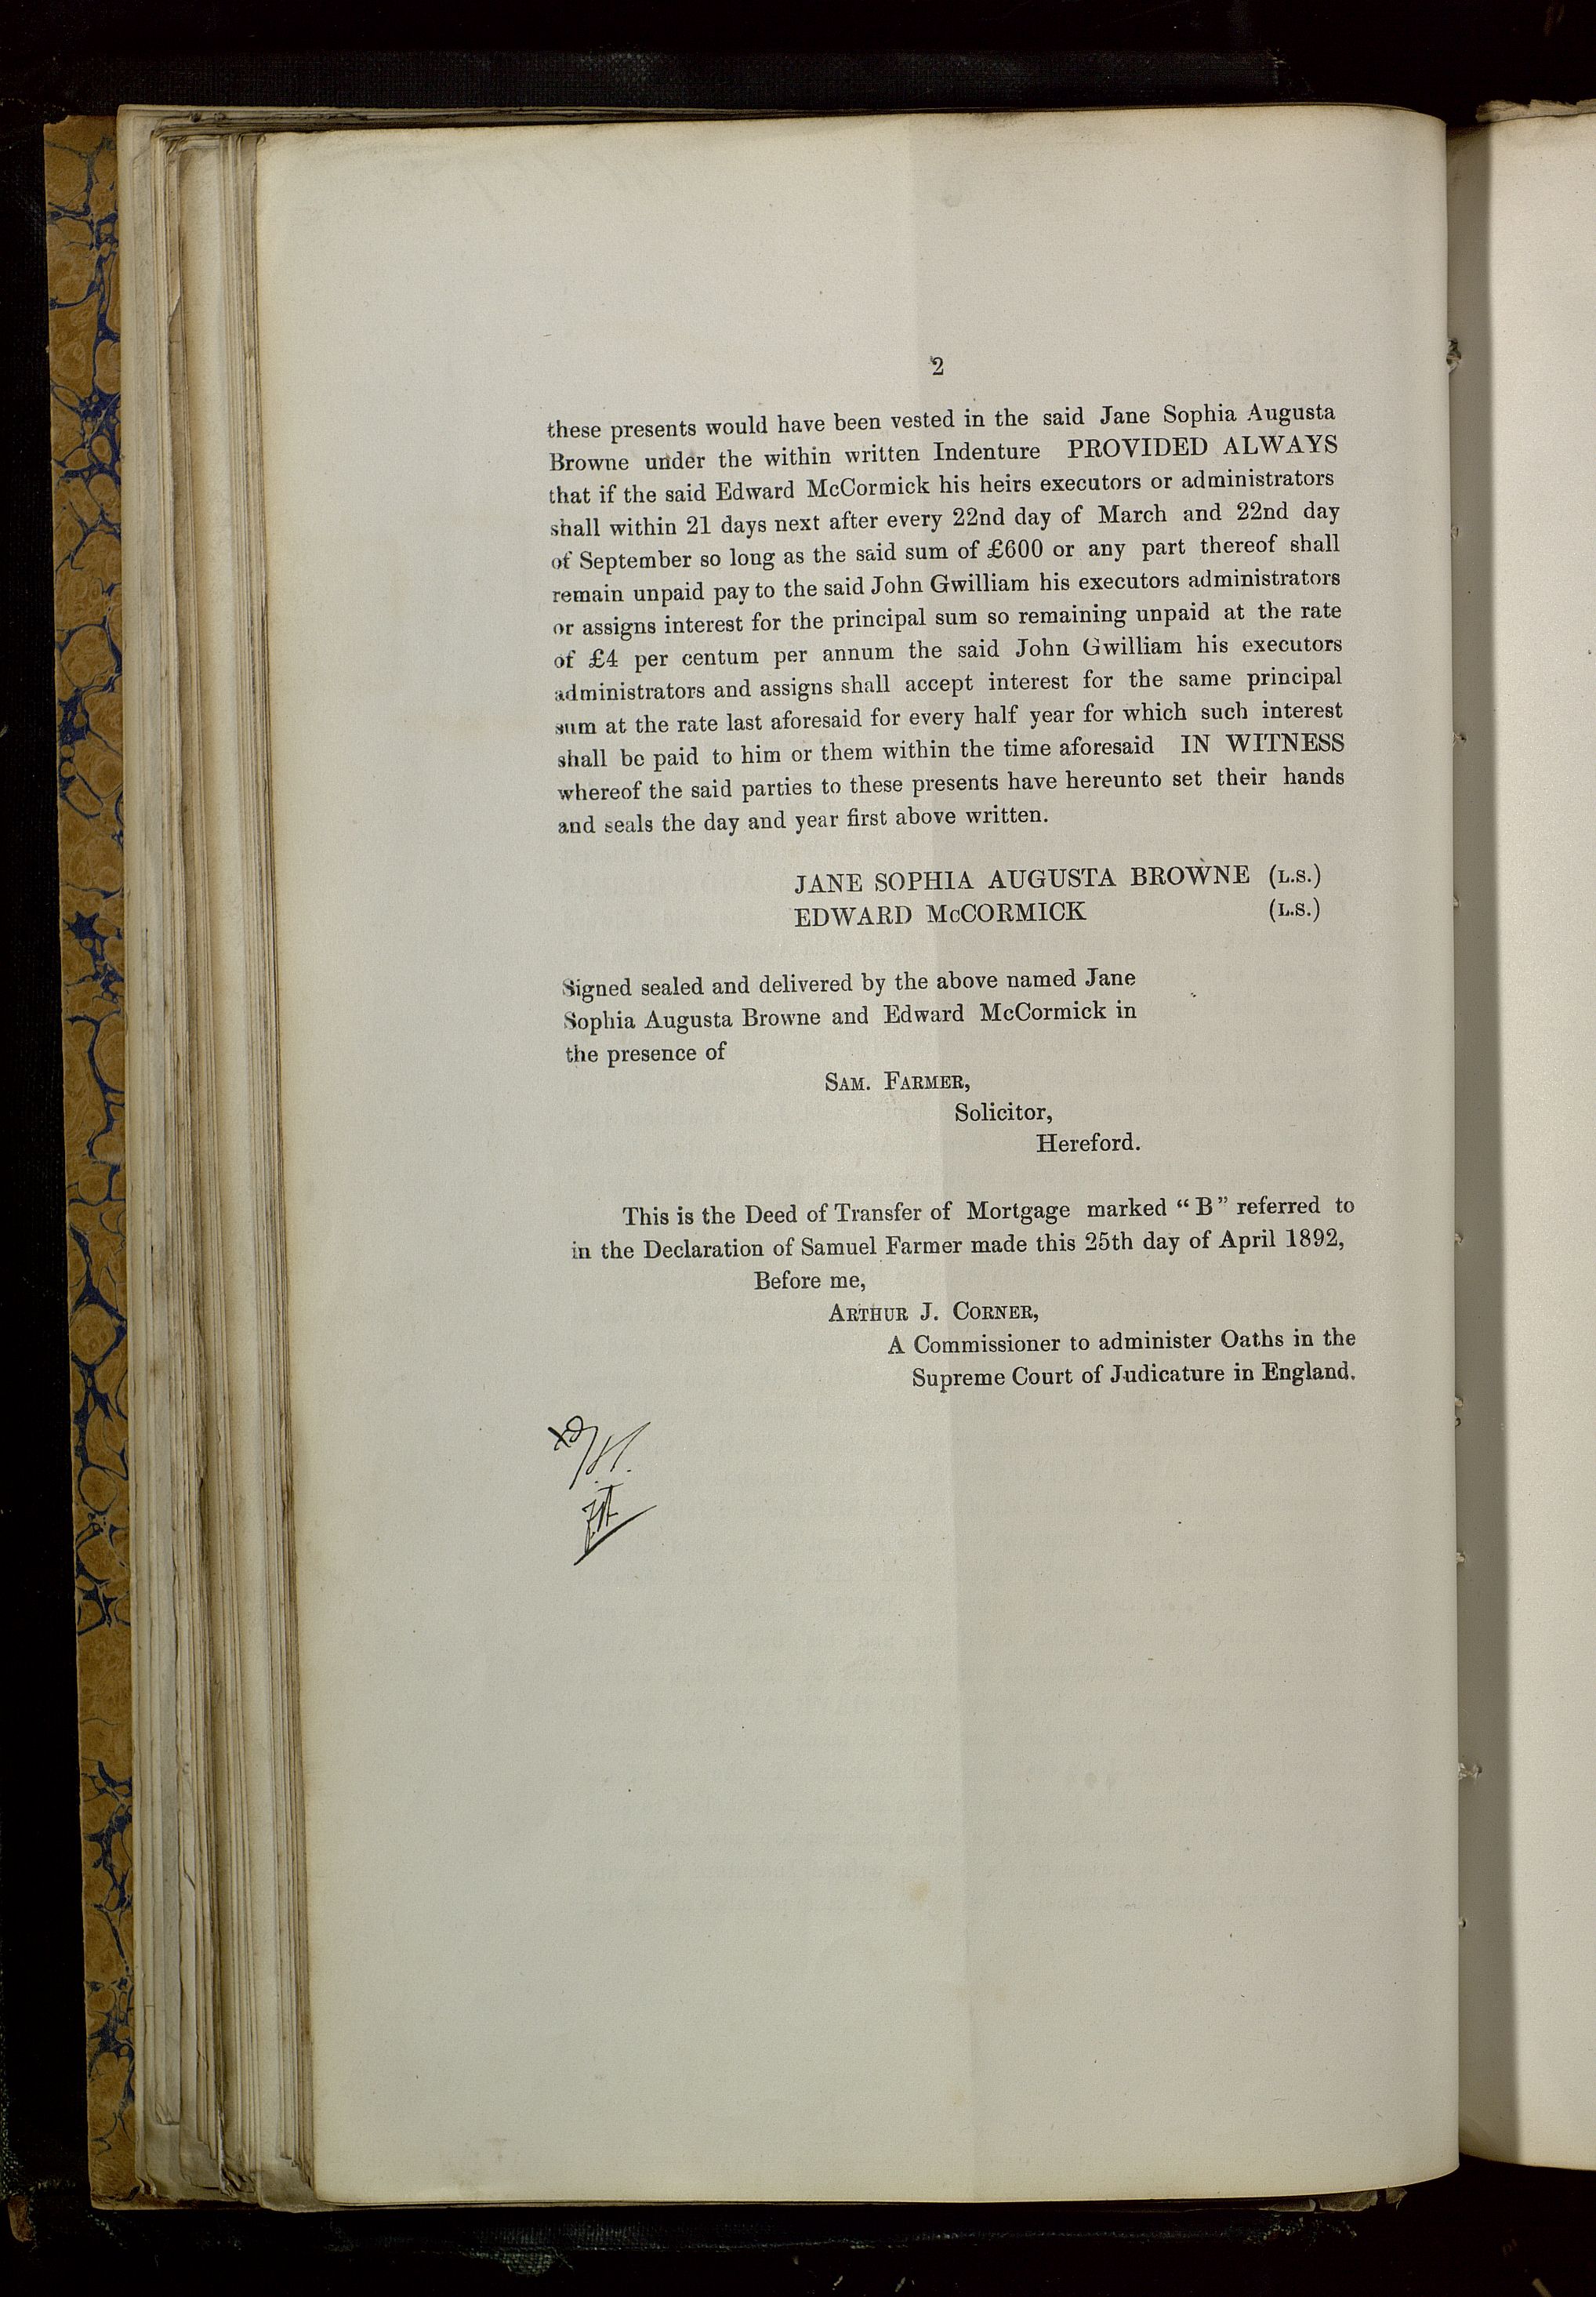 2
these presents would have been vested in the said Jane Sophia Augusta
Browne under the within written Indenture PROVIDED ALWAYS
that if the said Edward McCormick his heirs executors or administrators
shall within 21 days next after every 22nd day of March and 22nd day
of September so long as the said sum of £600 or any part thereof shall
remain unpaid pay to the said John Gwilliam his executors administrators
or assigns interest for the principal sum so remaining unpaid at the rate
of £4 per centum per annum the said John Gwilliam his executors
administrators and assigns shall accept interest for the same principal
sum at the rate last aforesaid for every half year for which such interest
shall be paid to him or them within the time aforesaid IN WITNESS
whereof the said parties to these presents have hereunto set their hands
and seals the day and year first above written.
JANE SOPHIA AUGUSTA BROWNE (L.S.)
EDWARD McCORMICK (L.S.)
Signed sealed and delivered by the above named Jane
Sophia Augusta Browne and Edward McCormick in
the presence of
SAM. FARMER,
Solicitor,
Hereford.
This is the Deed of Transfer of Mortgage marked "B" referred to
in the Declaration of Samuel Farmer made this 25th day of April 1892,
Before me,
ARTHUR J. CORNER,
A Commissioner to administer Oaths in the
Supreme Court of Judicature in England.